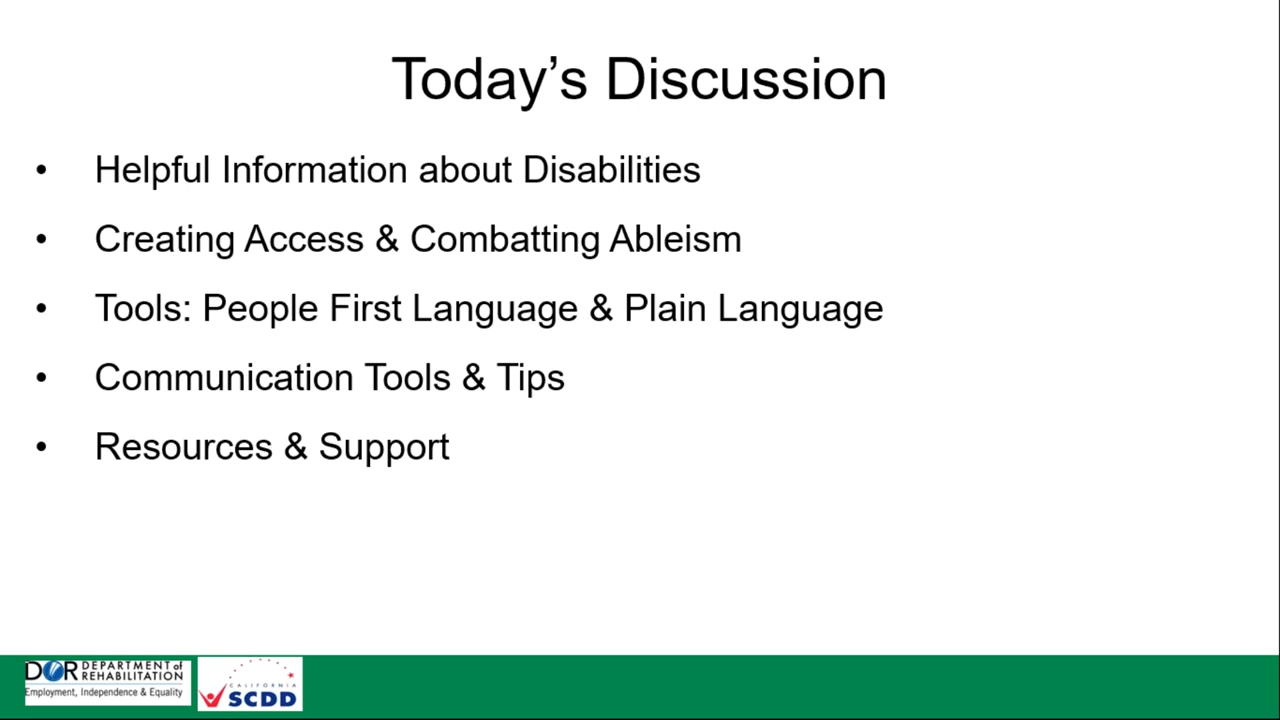 Today’s Discussion
• Helpful Information about Disabilities
• Creating Access & Combatting Ableism
• Tools: People First Language & Plain Language
• Communication Tools & Tips
• Resources & Support
DOR DEPARTMENT of
REHABILITATION
Employment, Independence & Equality
CALIFORNIA
SCDD